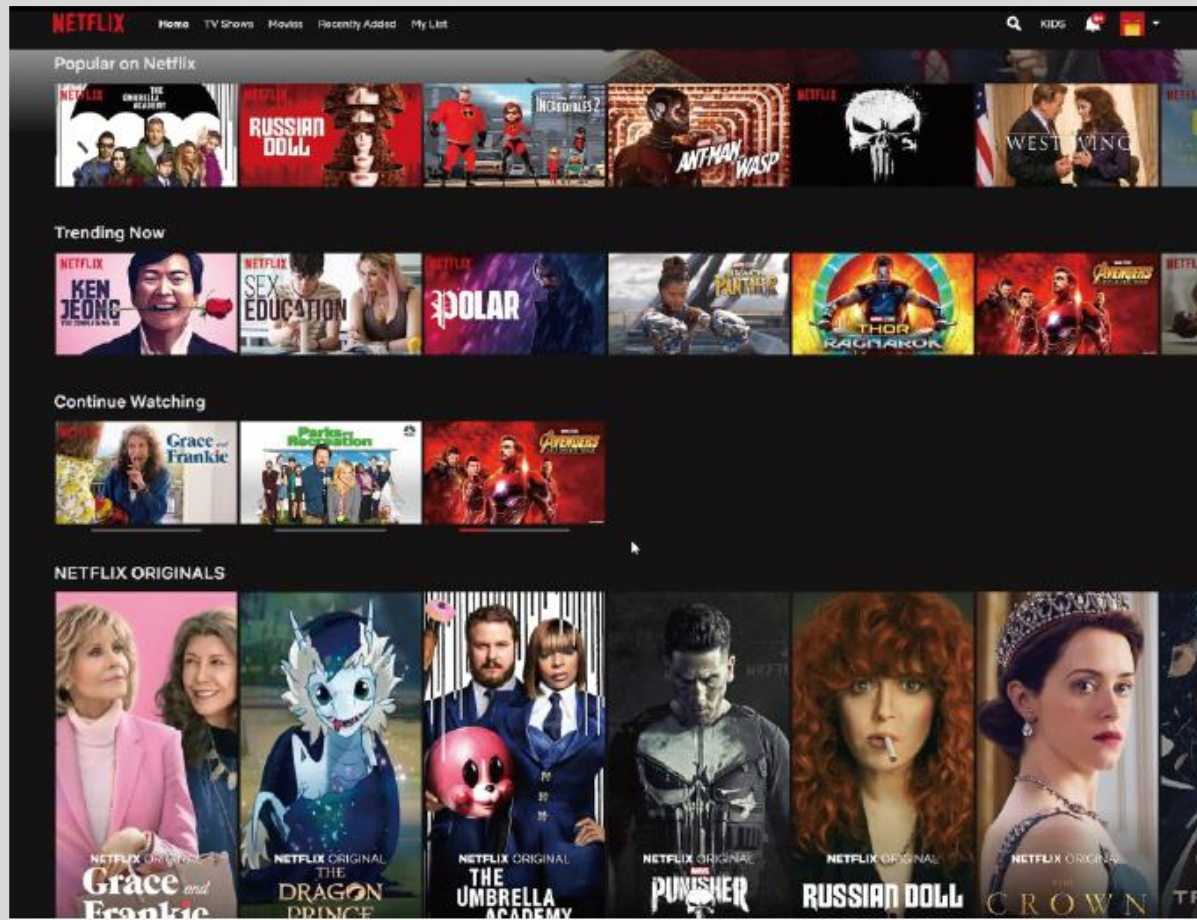 NETFLIX Home TV Shows Movies Recently Added My List KIDS
Popular on Netflix
NETFLIX
THE
UMBRELLA
ACADEMY
NETFLIX
RUSSIAN
DOLL
INCREDIBLES 2
ANT-MAN
WASP
NETFLIX
WEST WING
Trending Now
NETFLIX
KEN
JEONG
NETFLIX
SEX
EDUCATION
NETFLIX
POLAR
BLACK
PANTHER
THOR
RAGNAROK
AVENGERS
Continue Watching
NETFLIX
Grace and
Frankie
Parks and
Recreation
AVENGERS
NETFLIX ORIGINALS
NETFLIX ORIGINAL
Grace and
Frankie
NETFLIX ORIGINAL
THE
DRAGON
PRINCE
NETFLIX ORIGINAL
THE
UMBRELLA
ACADEMY
NETFLIX ORIGINAL
MARVEL
PUNISHER
NETFLIX ORIGINAL
RUSSIAN DOLL
NETFLIX ORIGINAL
THE
CROWN